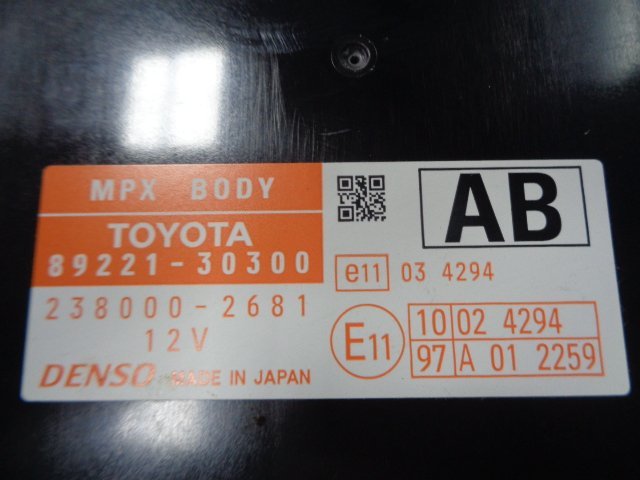 MPX BODY
TOYOTA
89221-30300
238000-2681
12V
DENSO MADE IN JAPAN
AB
e11 03 4294
E11
10 02 4294
97 A 01 2259